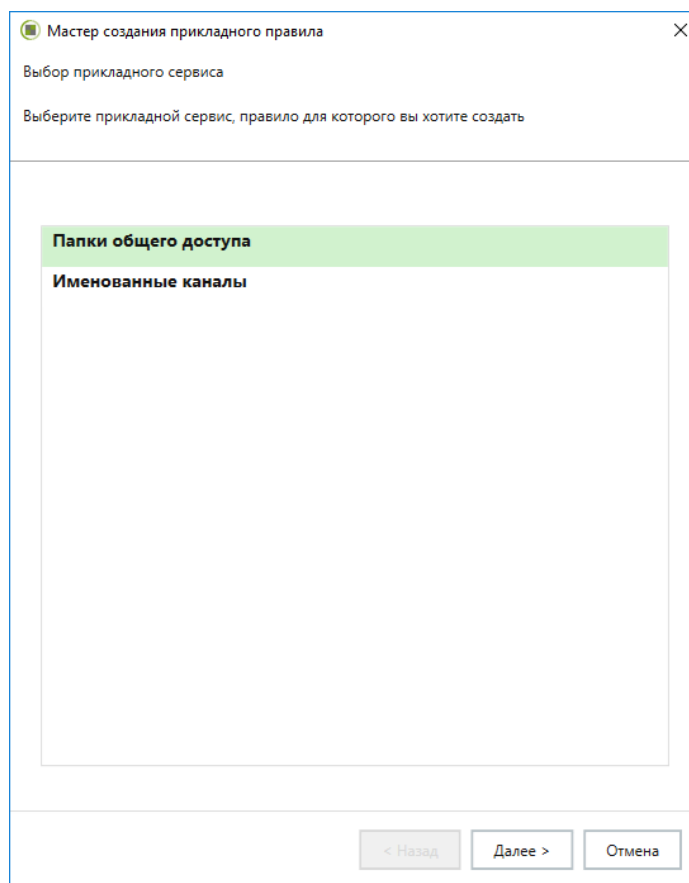 Мастер создания прикладного правила
Выбор прикладного сервиса
Выберите прикладной сервис, правило для которого вы хотите создать
Папки общего доступа
Именованные каналы
< Назад
Далее >
Отмена